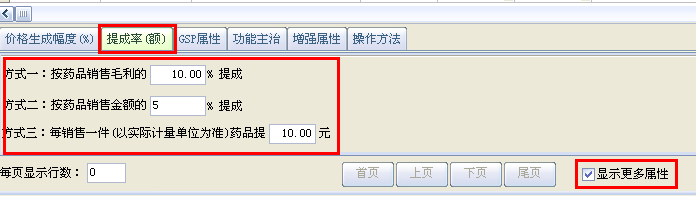 价格生成幅度(%) 提成率(额) GSP属性 功能主治 增强属性 操作方法
方式一：按药品销售毛利的 10.00 % 提成
方式二：按药品销售金额的 5 % 提成
方式三：每销售一件(以实际计量单位为准)药品提 10.00 元
每页显示行数： 0 首页 上页 下页 尾页 显示更多属性